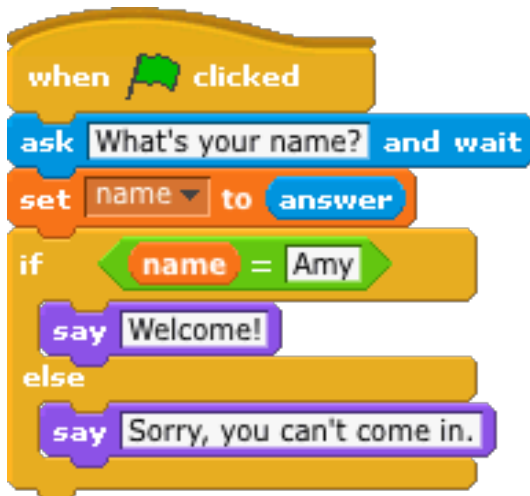 when clicked
ask What's your name? and wait
set name to answer
if name = Amy
say Welcome!
else
say Sorry, you can't come in.